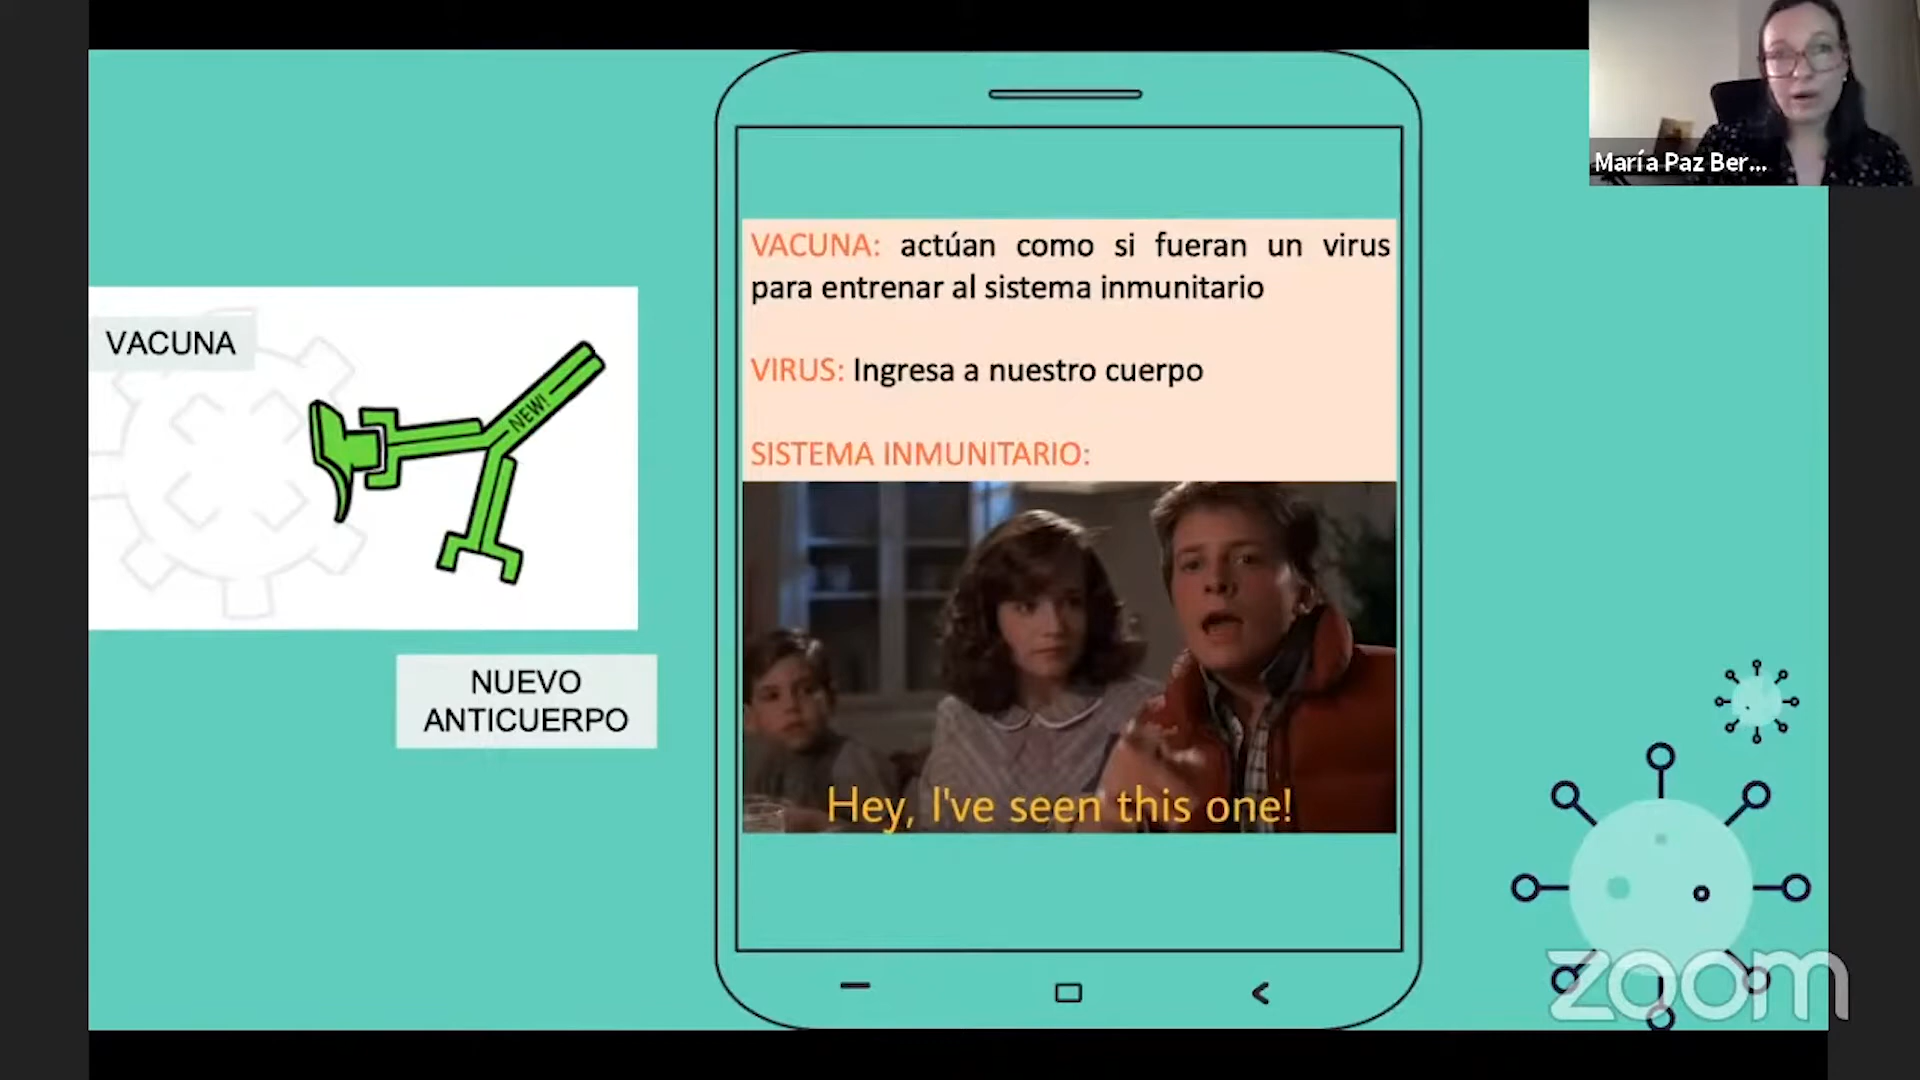 María Paz Ber...
VACUNA: actúan como si fueran un virus
para entrenar al sistema inmunitario
VIRUS: Ingresa a nuestro cuerpo
SISTEMA INMUNITARIO:
Hey, I've seen this one!
VACUNA
NEW!
NUEVO
ANTICUERPO
zoom